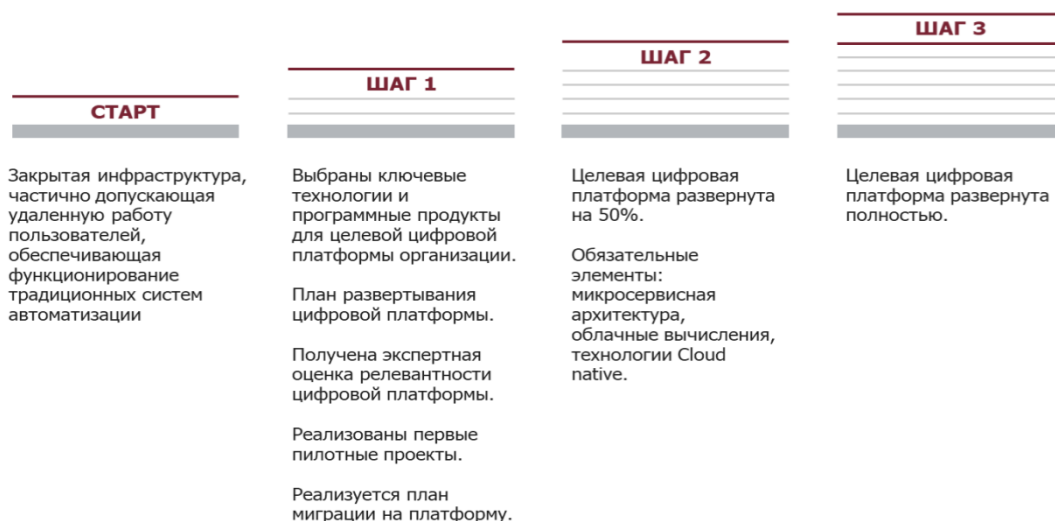 СТАРТ
Закрытая инфраструктура,
частично допускающая
удаленную работу
пользователей,
обеспечивающая
функционирование
традиционных систем
автоматизации
ШАГ 1
Выбраны ключевые
технологии и
программные продукты
для целевой цифровой
платформы организации.
План развертывания
цифровой платформы.
Получена экспертная
оценка релевантности
цифровой платформы.
Реализованы первые
пилотные проекты.
Реализуется план
миграции на платформу.
ШАГ 2
Целевая цифровая
платформа развернута
на 50%.
Обязательные
элементы:
микросервисная
архитектура,
облачные вычисления,
технологии Cloud
native.
ШАГ 3
Целевая цифровая
платформа развернута
полностью.